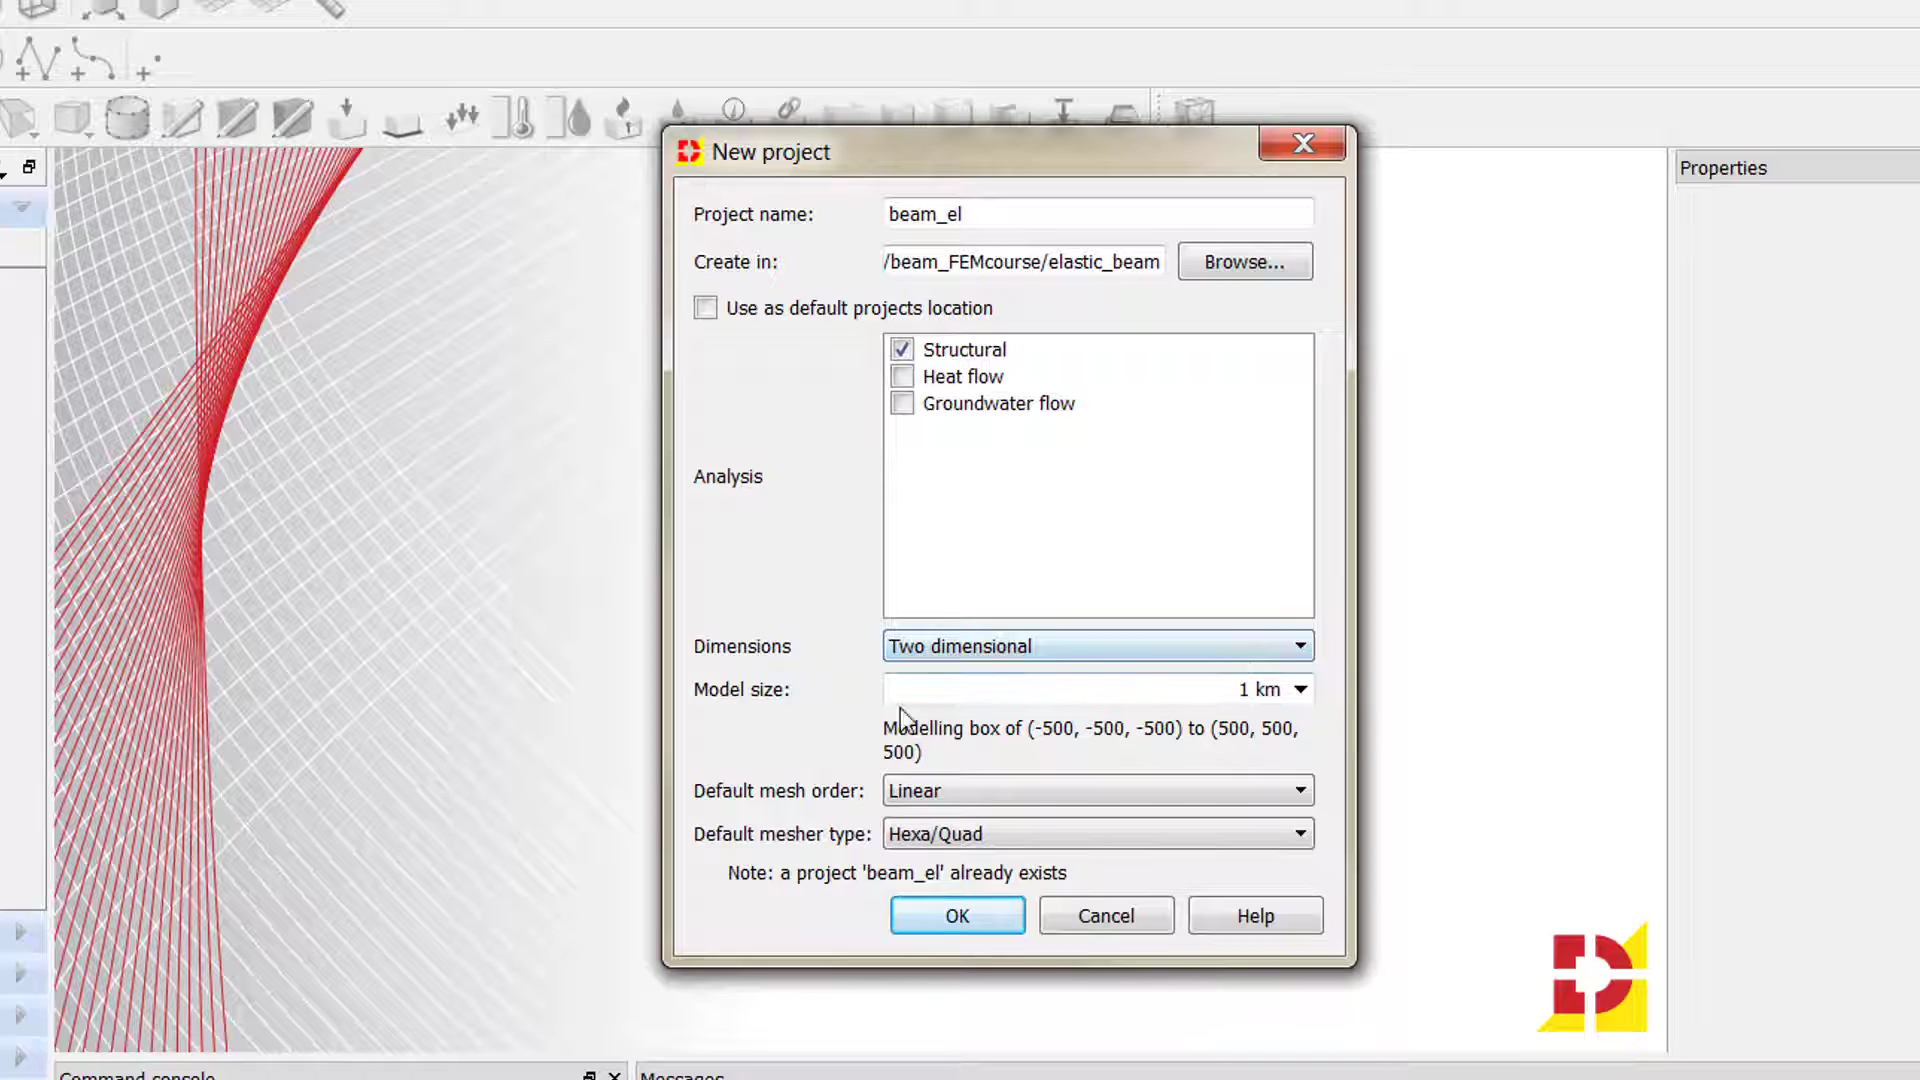 New project
Properties
Project name: beam_el
Create in: /beam_FEMcourse/elastic_beam Browse...
Use as default projects location
Structural
Heat flow
Groundwater flow
Analysis
Dimensions Two dimensional
Model size: 1 km
Modelling box of (-500, -500, -500) to (500, 500,
500)
Default mesh order: Linear
Default mesher type: Hexa/Quad
Note: a project 'beam_el' already exists
OK Cancel Help
Command console Messages